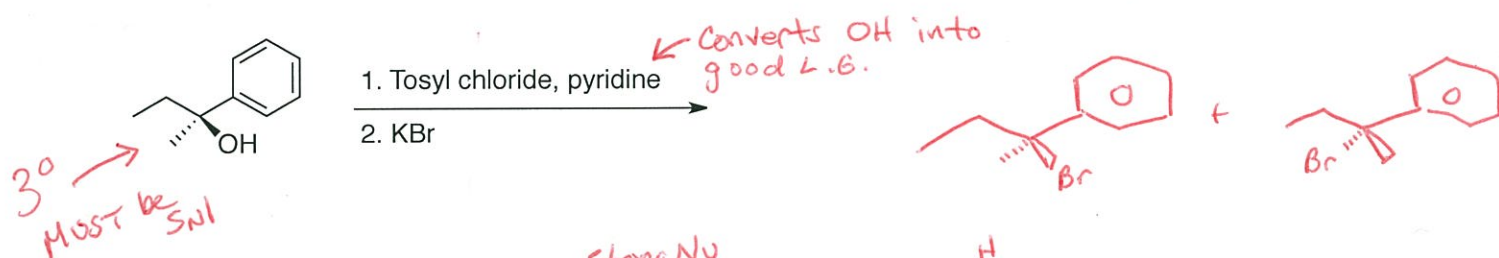 Converts OH into
good L.G.
1. Tosyl chloride, pyridine
2. KBr
OH
3°
MUST be
SN1
Br
+
Br
H